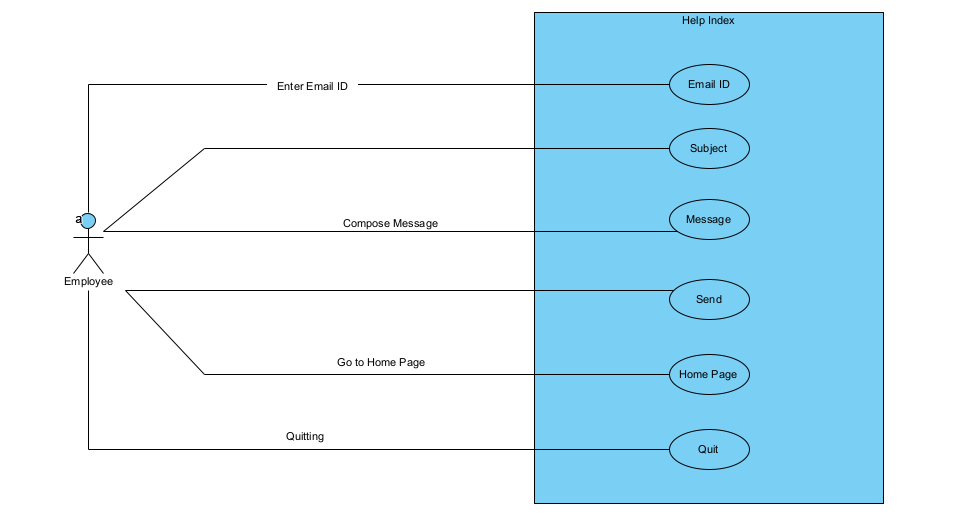 Help Index
Enter Email ID
Email ID
Subject
a
Compose Message
Message
Employee
Send
Go to Home Page
Home Page
Quitting
Quit